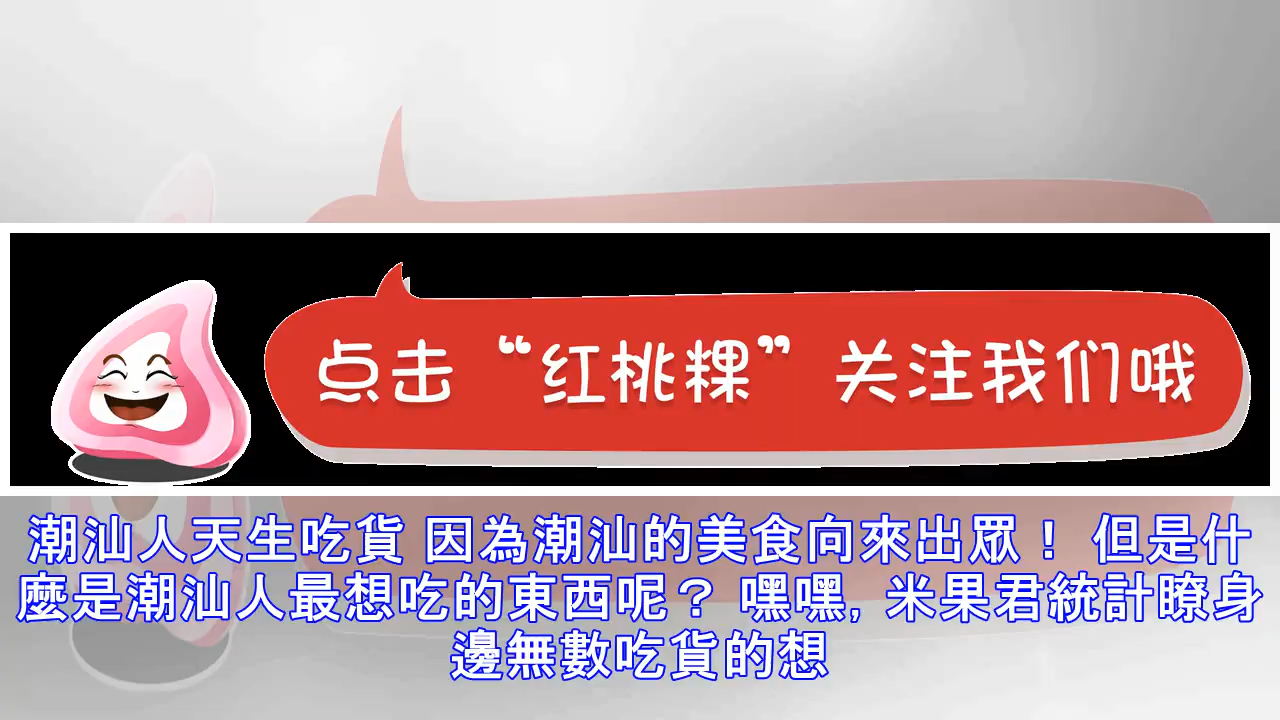 点击“红桃粿”关注我们哦
潮汕人天生吃貨 因為潮汕的美食向來出眾！ 但是什
麼是潮汕人最想吃的東西呢？ 嘿嘿, 米果君統計瞭身
邊無數吃貨的想